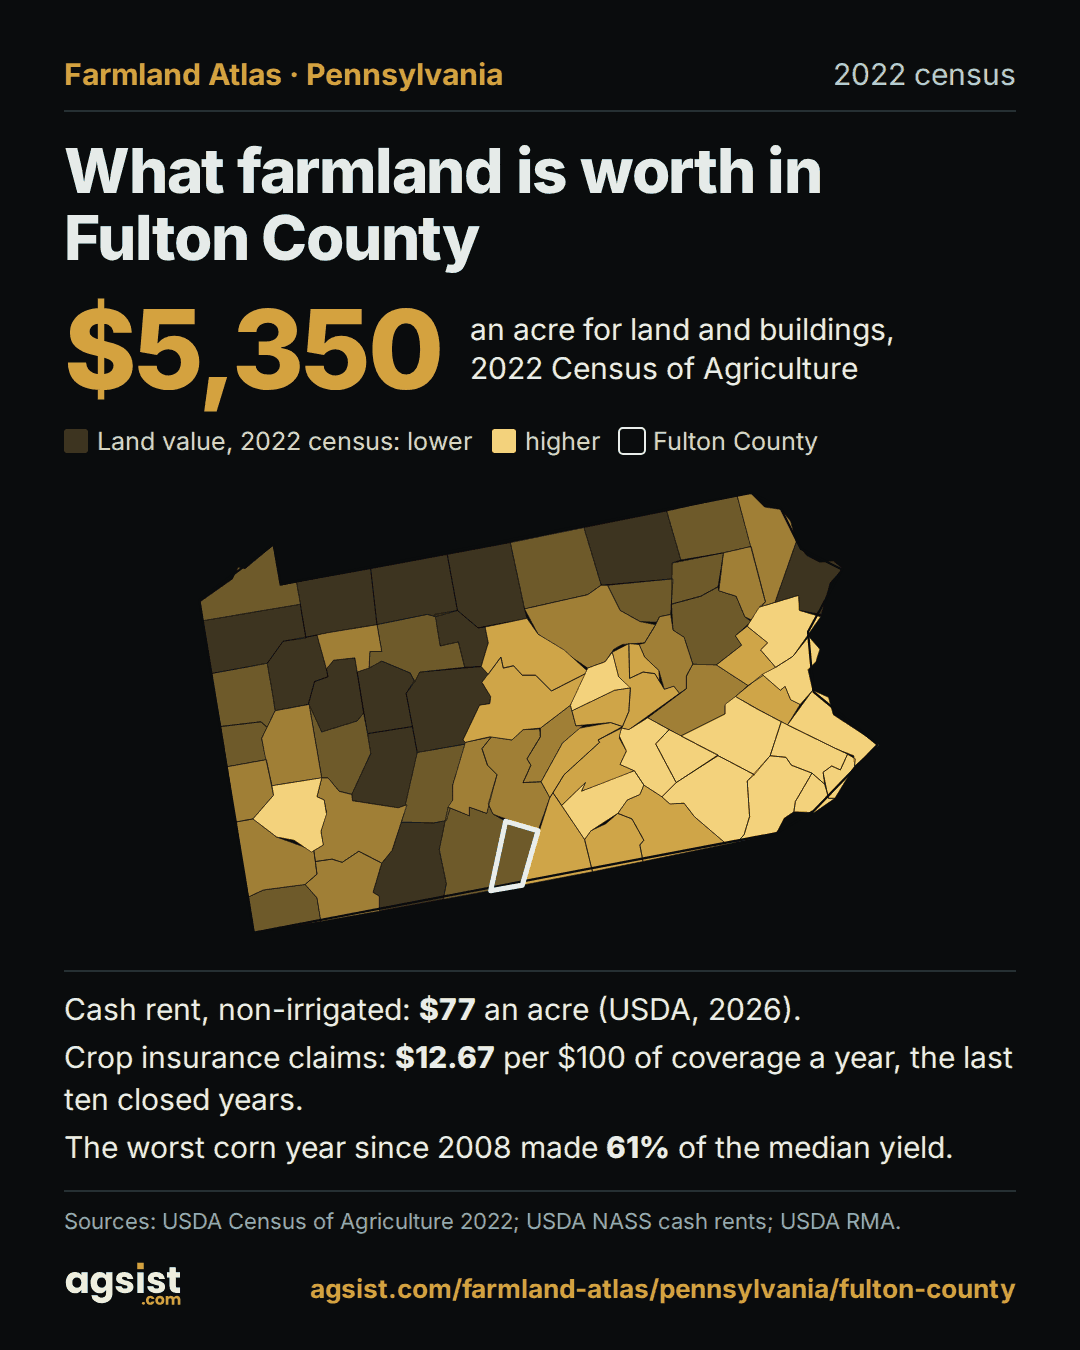 Farmland Atlas · Pennsylvania
2022 census
What farmland is worth in
Fulton County
$5,350
an acre for land and buildings,
2022 Census of Agriculture
Land value, 2022 census: lower
higher
Fulton County
Cash rent, non-irrigated: $77 an acre (USDA, 2026).
Crop insurance claims: $12.67 per $100 of coverage a year, the last
ten closed years.
The worst corn year since 2008 made 61% of the median yield.
Sources: USDA Census of Agriculture 2022; USDA NASS cash rents; USDA RMA.
agsist
.com
agsist.com/farmland-atlas/pennsylvania/fulton-county